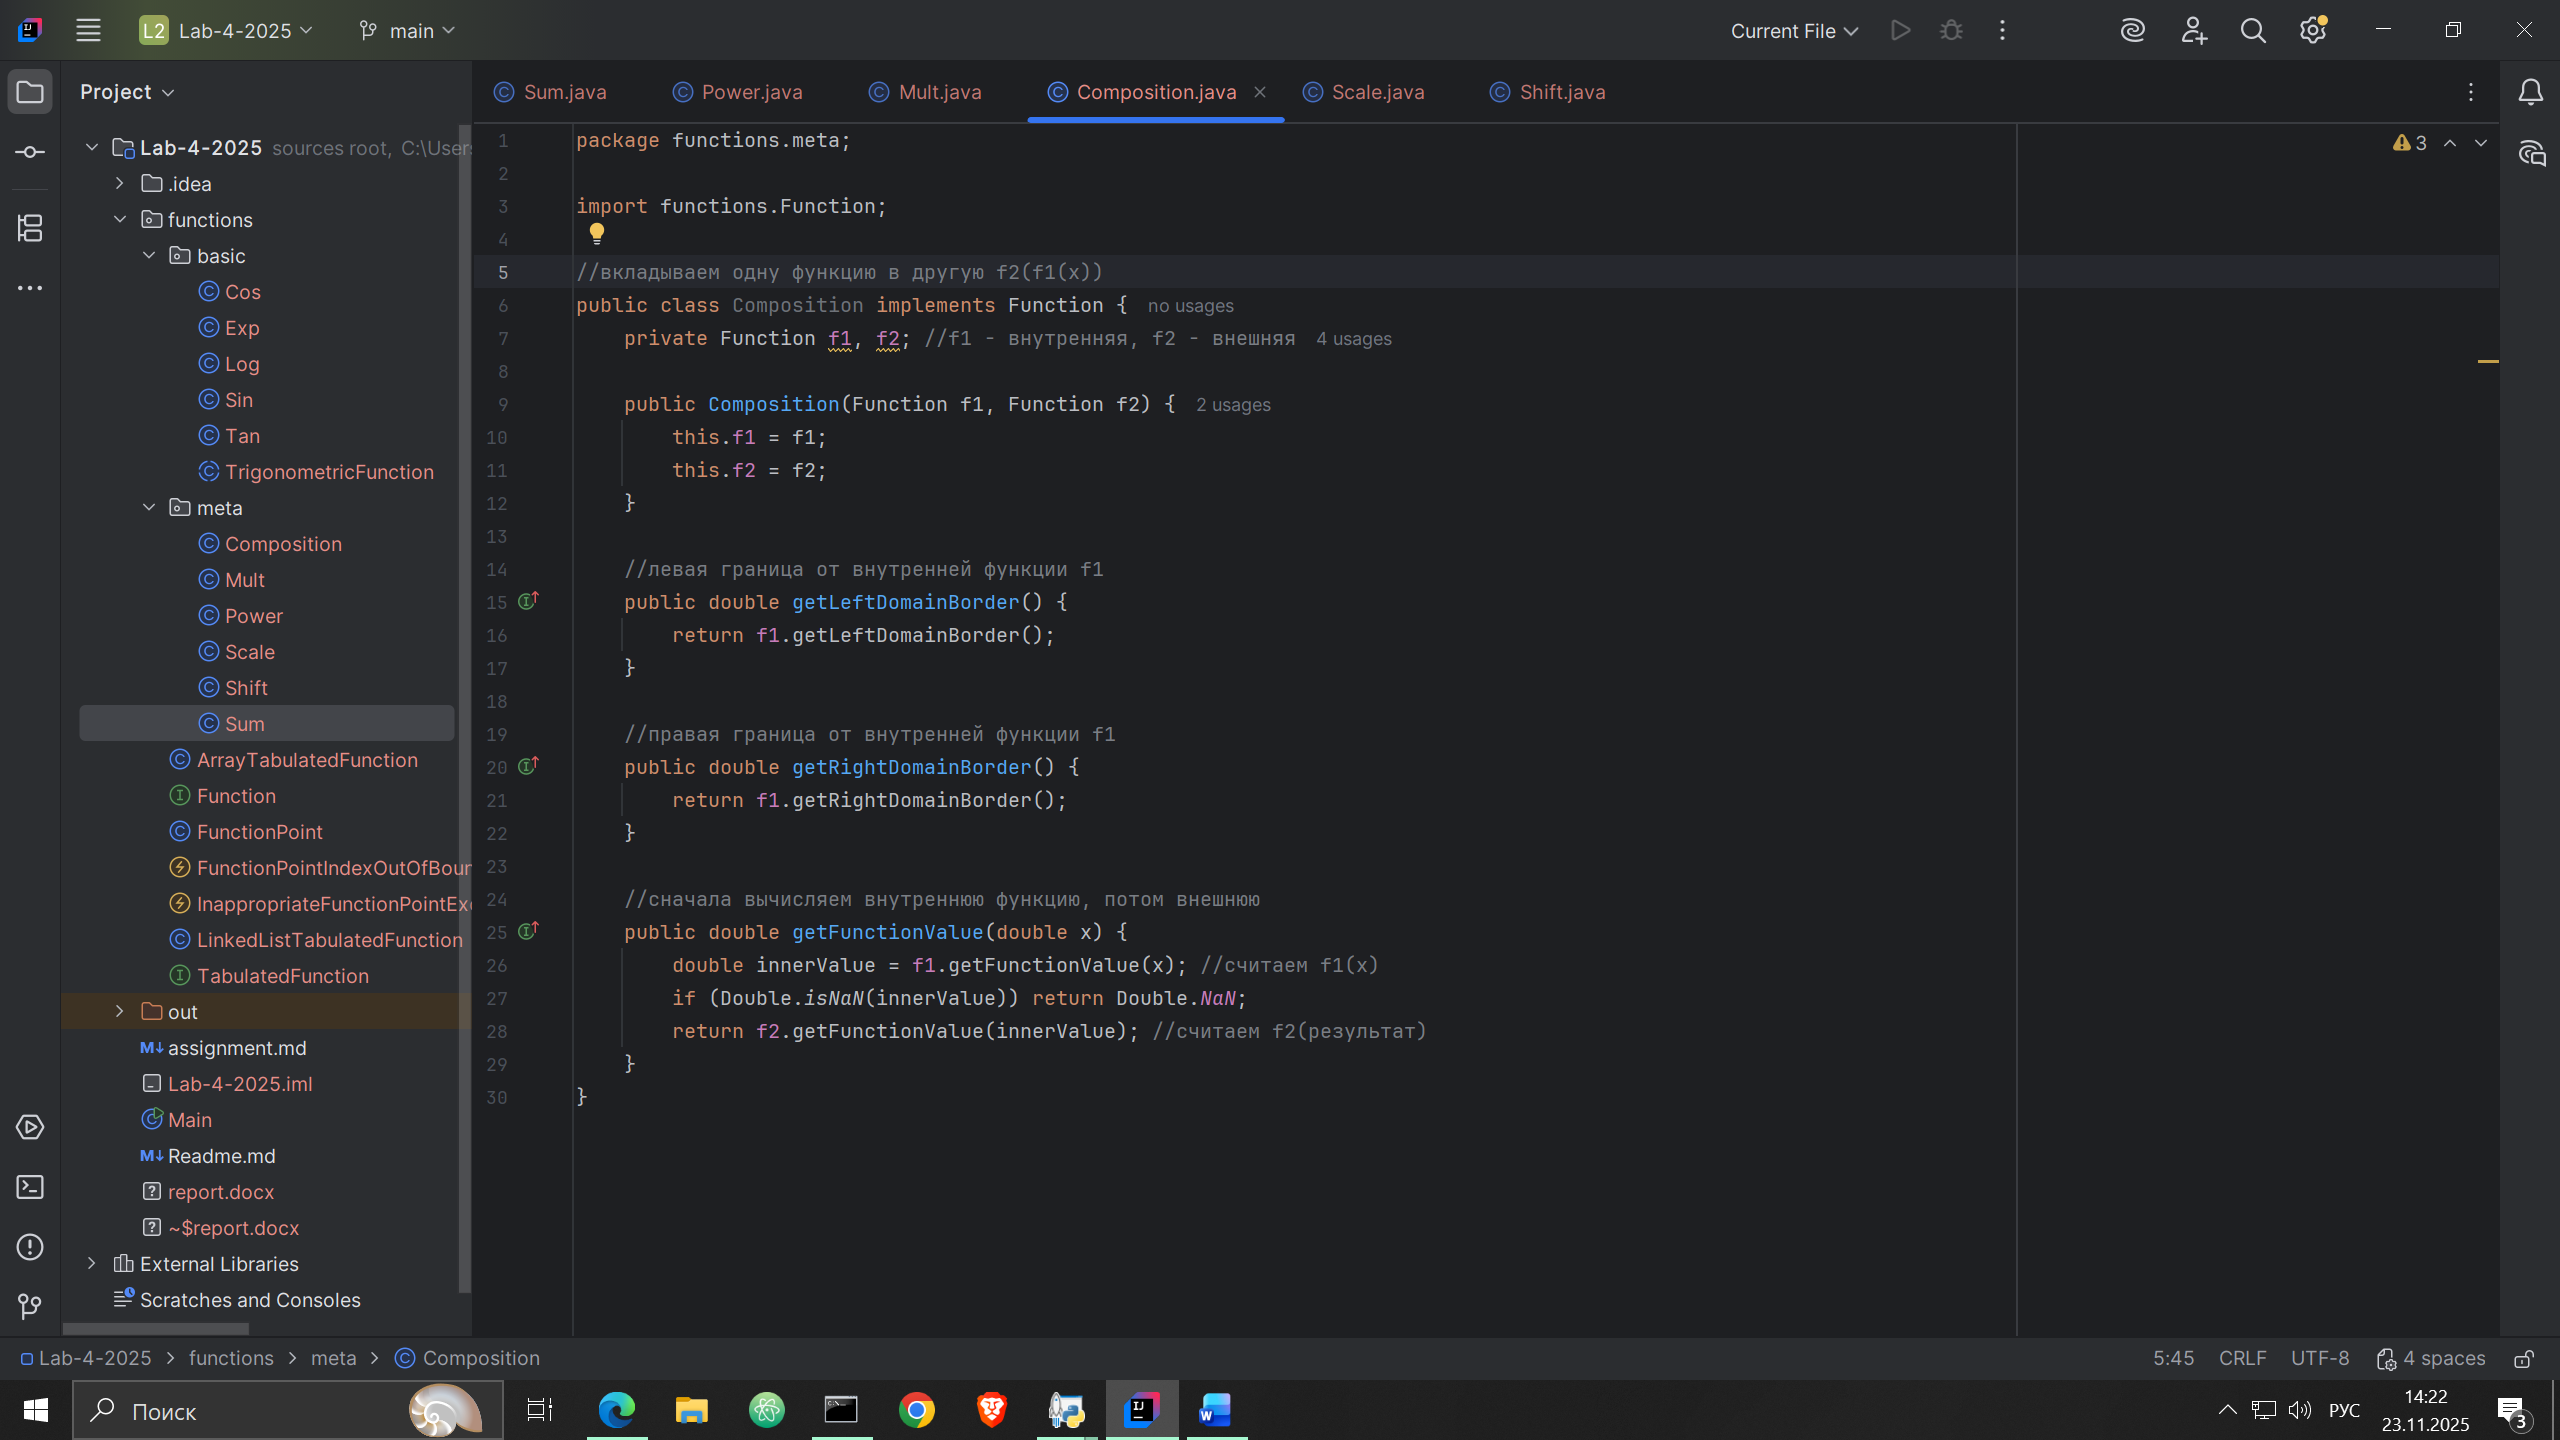 L2 Lab-4-2025 main Current File
Project
Sum.java Power.java Mult.java Composition.java Scale.java Shift.java
Lab-4-2025 sources root, C:\Users
.idea
functions
basic
Cos
Exp
Log
Sin
Tan
TrigonometricFunction
meta
Composition
Mult
Power
Scale
Shift
Sum
ArrayTabulatedFunction
Function
FunctionPoint
FunctionPointIndexOutOfBoun
InappropriateFunctionPointExc
LinkedListTabulatedFunction
TabulatedFunction
out
assignment.md
Lab-4-2025.iml
Main
Readme.md
report.docx
~$report.docx
External Libraries
Scratches and Consoles
3
1 package functions.meta;
2
3 import functions.Function;
4
5 //вкладываем одну функцию в другую f2(f1(x))
6 public class Composition implements Function { no usages
7 private Function f1, f2; //f1 - внутренняя, f2 - внешняя 4 usages
8
9 public Composition(Function f1, Function f2) { 2 usages
10 this.f1 = f1;
11 this.f2 = f2;
12 }
13
14 //левая граница от внутренней функции f1
15 public double getLeftDomainBorder() {
16 return f1.getLeftDomainBorder();
17 }
18
19 //правая граница от внутренней функции f1
20 public double getRightDomainBorder() {
21 return f1.getRightDomainBorder();
22 }
23
24 //сначала вычисляем внутреннюю функцию, потом внешнюю
25 public double getFunctionValue(double x) {
26 double innerValue = f1.getFunctionValue(x); //считаем f1(x)
27 if (Double.isNaN(innerValue)) return Double.NaN;
28 return f2.getFunctionValue(innerValue); //считаем f2(результат)
29 }
30 }
Lab-4-2025 > functions > meta > Composition 5:45 CRLF UTF-8 4 spaces
Поиск РУС 14:22
23.11.2025 3